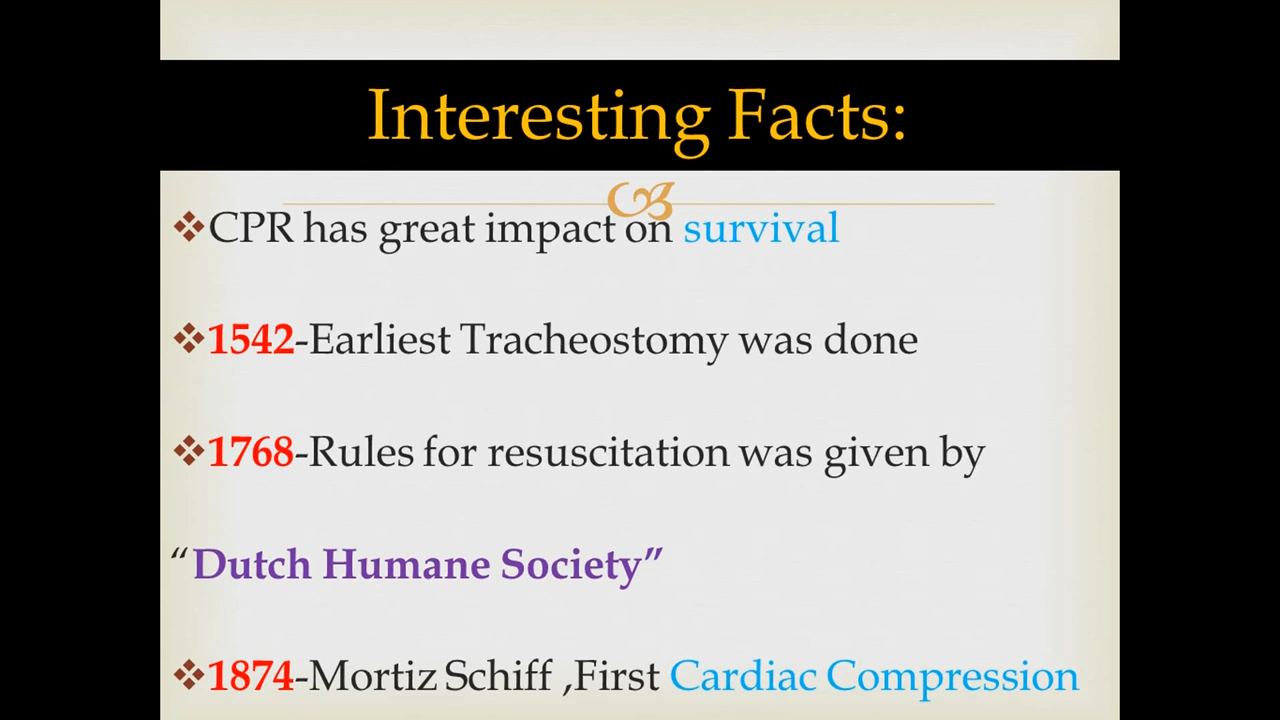 Interesting Facts:
CPR has great impact on survival
1542-Earliest Tracheostomy was done
1768-Rules for resuscitation was given by
“Dutch Humane Society”
1874-Mortiz Schiff ,First Cardiac Compression